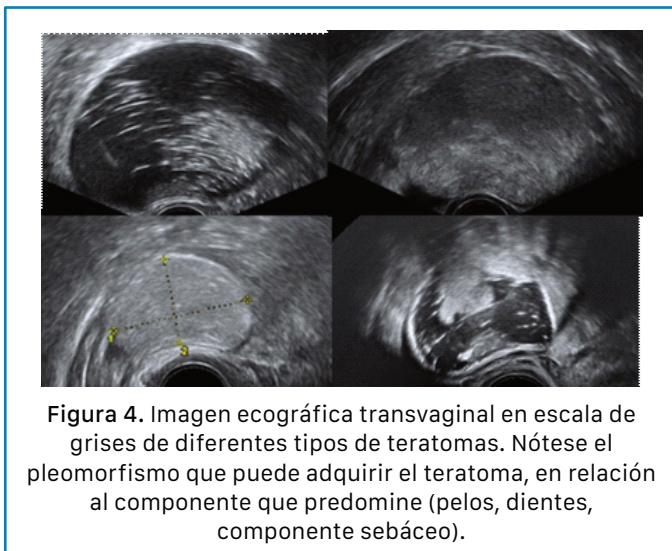 Figura 4. Imagen ecográfica transvaginal en escala de
grises de diferentes tipos de teratomas. Nótese el
pleomorfismo que puede adquirir el teratoma, en relación
al componente que predomine (pelos, dientes,
componente sebáceo).